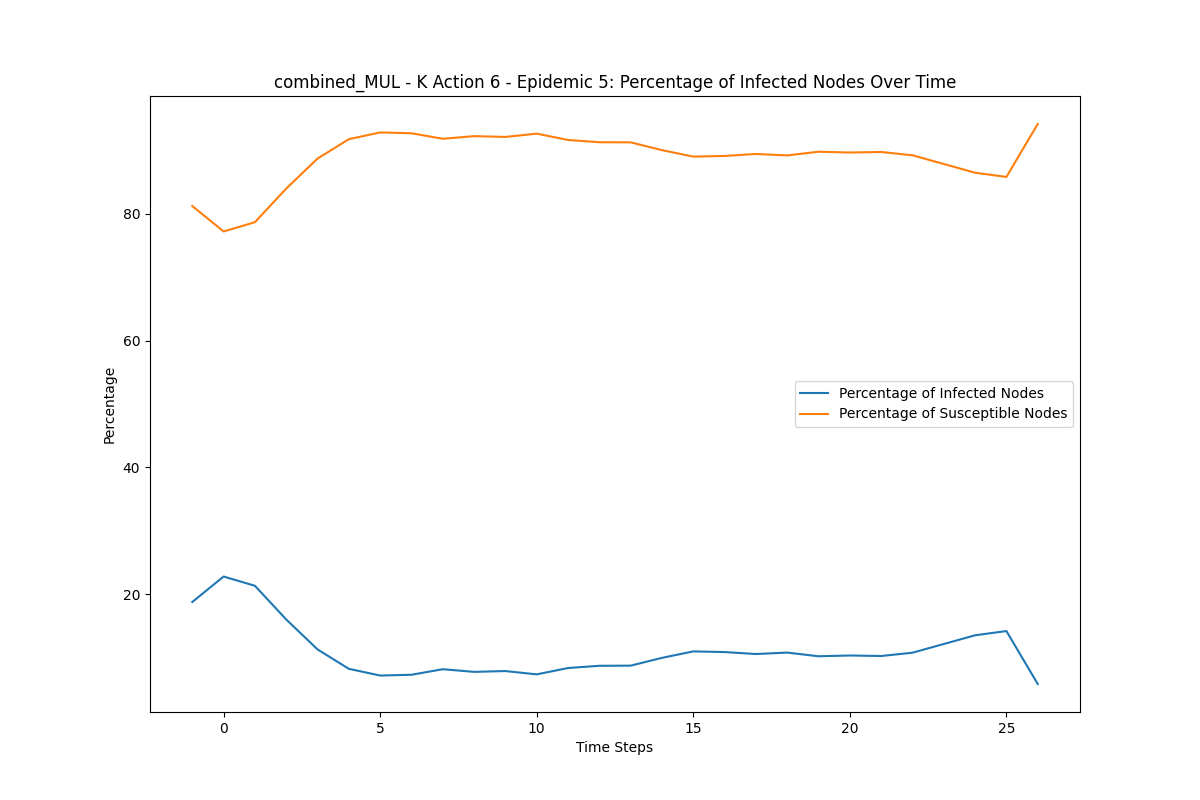 combined_MUL - K Action 6 - Epidemic 5: Percentage of Infected Nodes Over Time
Percentage
80
60
40
20
Percentage of Infected Nodes
Percentage of Susceptible Nodes
0
5
10
15
20
25
Time Steps